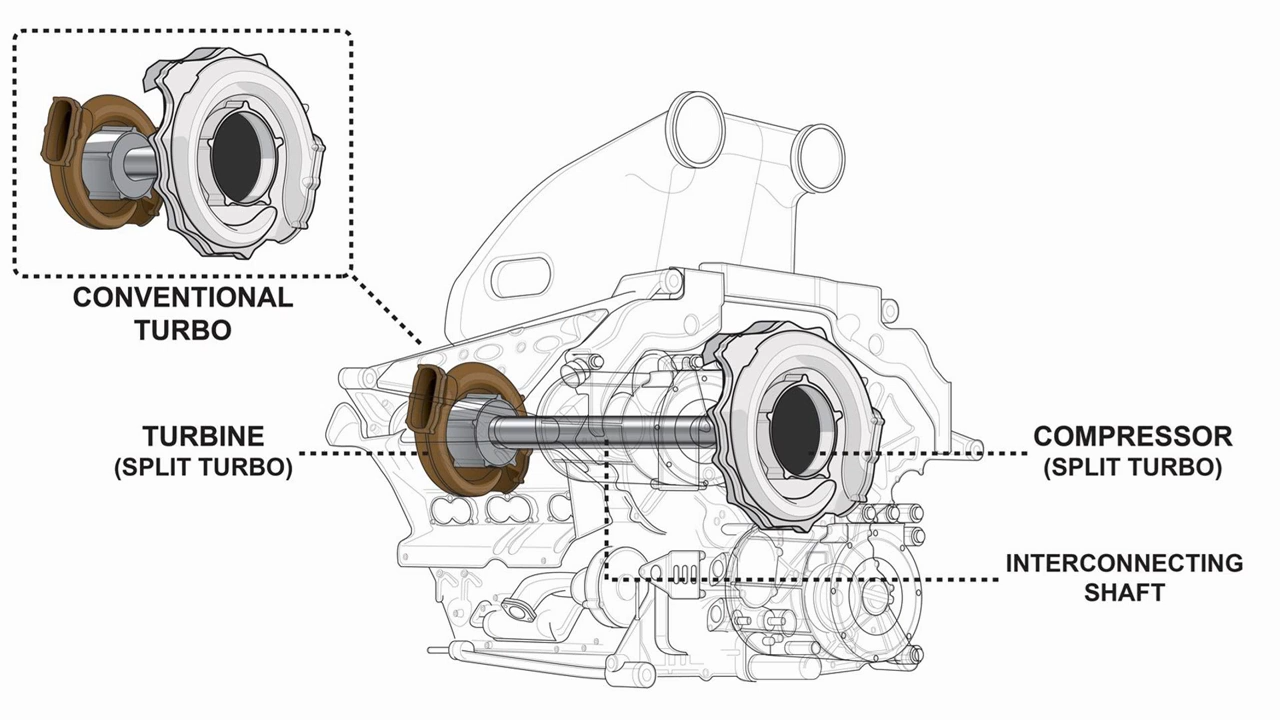 CONVENTIONAL
TURBO
TURBINE
(SPLIT TURBO)
COMPRESSOR
(SPLIT TURBO)
INTERCONNECTING
SHAFT